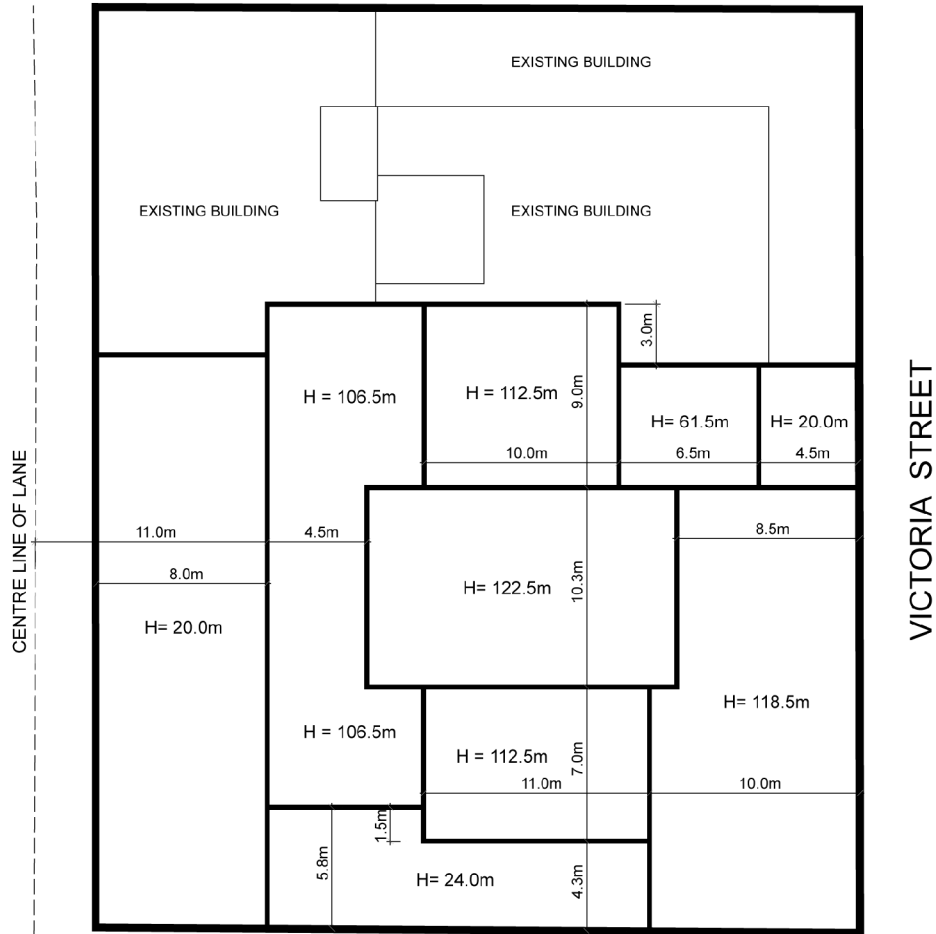 EXISTING BUILDING
EXISTING BUILDING
EXISTING BUILDING
3.0m
H = 106.5m
H = 112.5m
9.0m
H= 61.5m
H= 20.0m
10.0m
6.5m
4.5m
CENTRE LINE OF LANE
VICTORIA STREET
11.0m
4.5m
8.5m
8.0m
H= 122.5m
10.3m
H= 20.0m
H= 118.5m
H = 106.5m
H = 112.5m
7.0m
11.0m
10.0m
1.5m
5.8m
H= 24.0m
4.3m